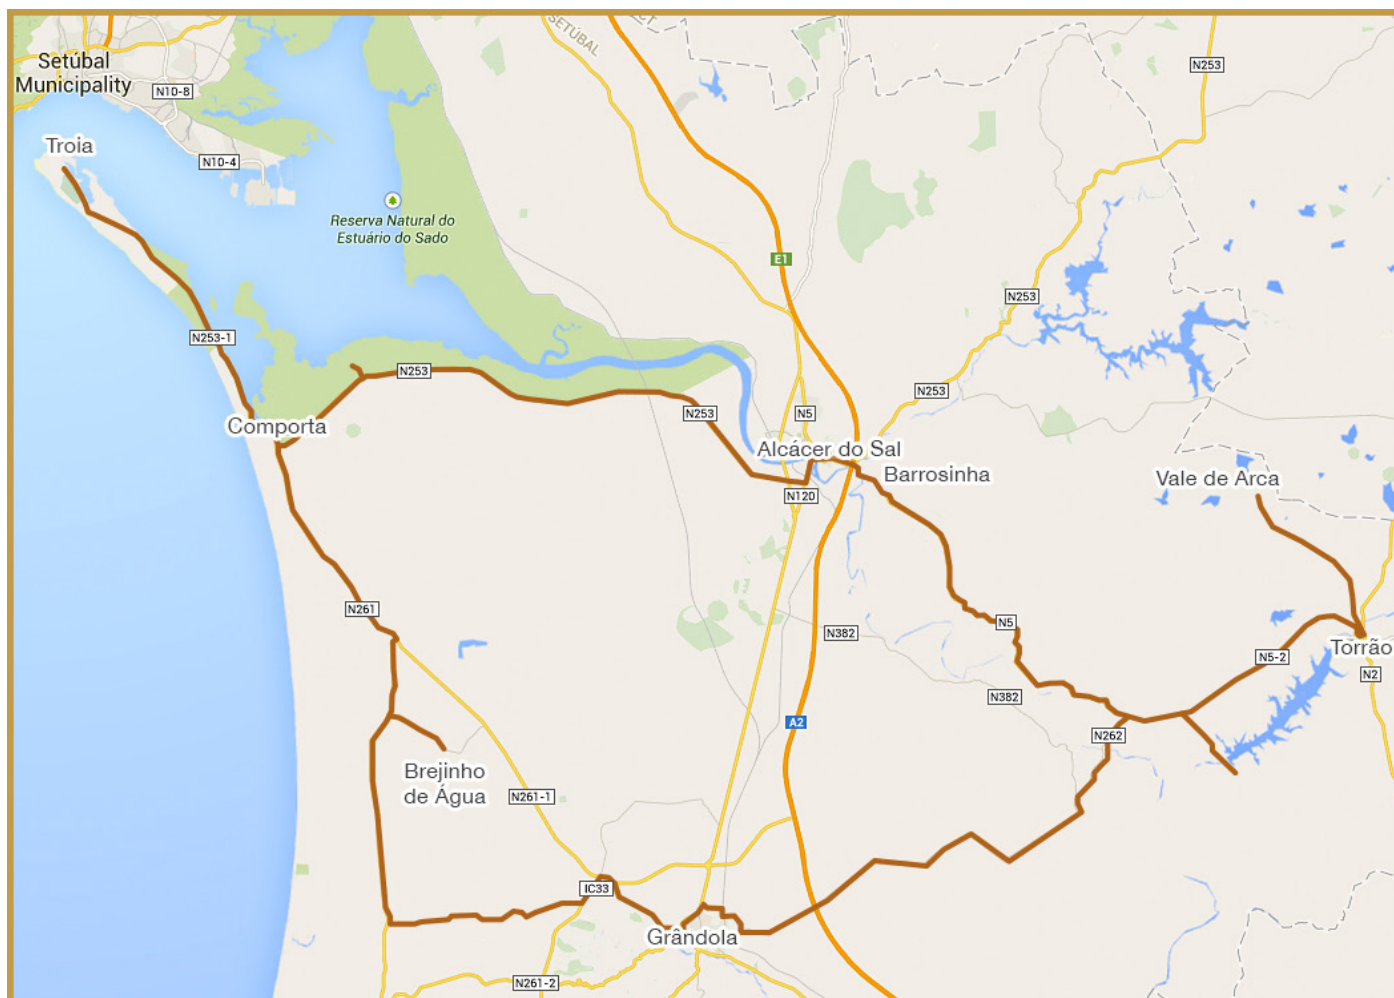 ECT
SETÚBAL
Setúbal
Municipality
N253
N10-8
Troia
N10-4
Reserva Natural do
Estuário do Sado
E1
N253
N253-1
N253
N253
N253
N5
Comporta
Alcácer do Sal
Barrosinha
Vale de Arca
N120
N261
N5
N382
Torrão
N5-2
N2
N382
A2
N262
Brejinho
de Água
N261-1
IC33
Grândola
N261-2